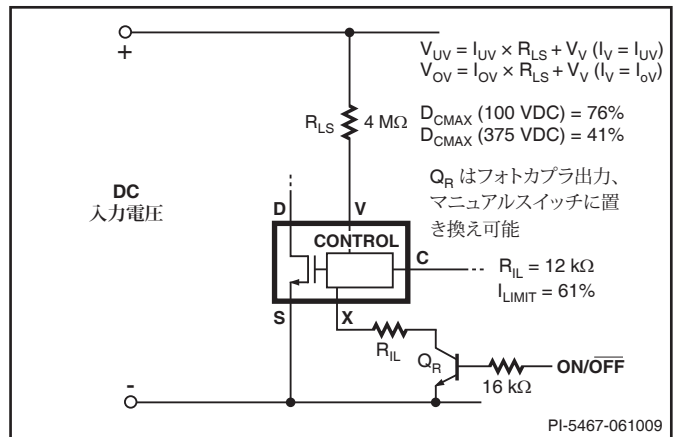 +
V_UV = I_UV × R_LS + V_V (I_V = I_UV)
V_OV = I_OV × R_LS + V_V (I_V = I_oV)
R_LS
4 MΩ
D_CMAX (100 VDC) = 76%
D_CMAX (375 VDC) = 41%
DC
入力電圧
Q_R はフォトカプラ出力、
マニュアルスイッチに置
き換え可能
D
V
CONTROL
C
R_IL = 12 kΩ
I_LIMIT = 61%
S
X
R_IL
Q_R
ON/OFF
16 kΩ
-
PI-5467-061009